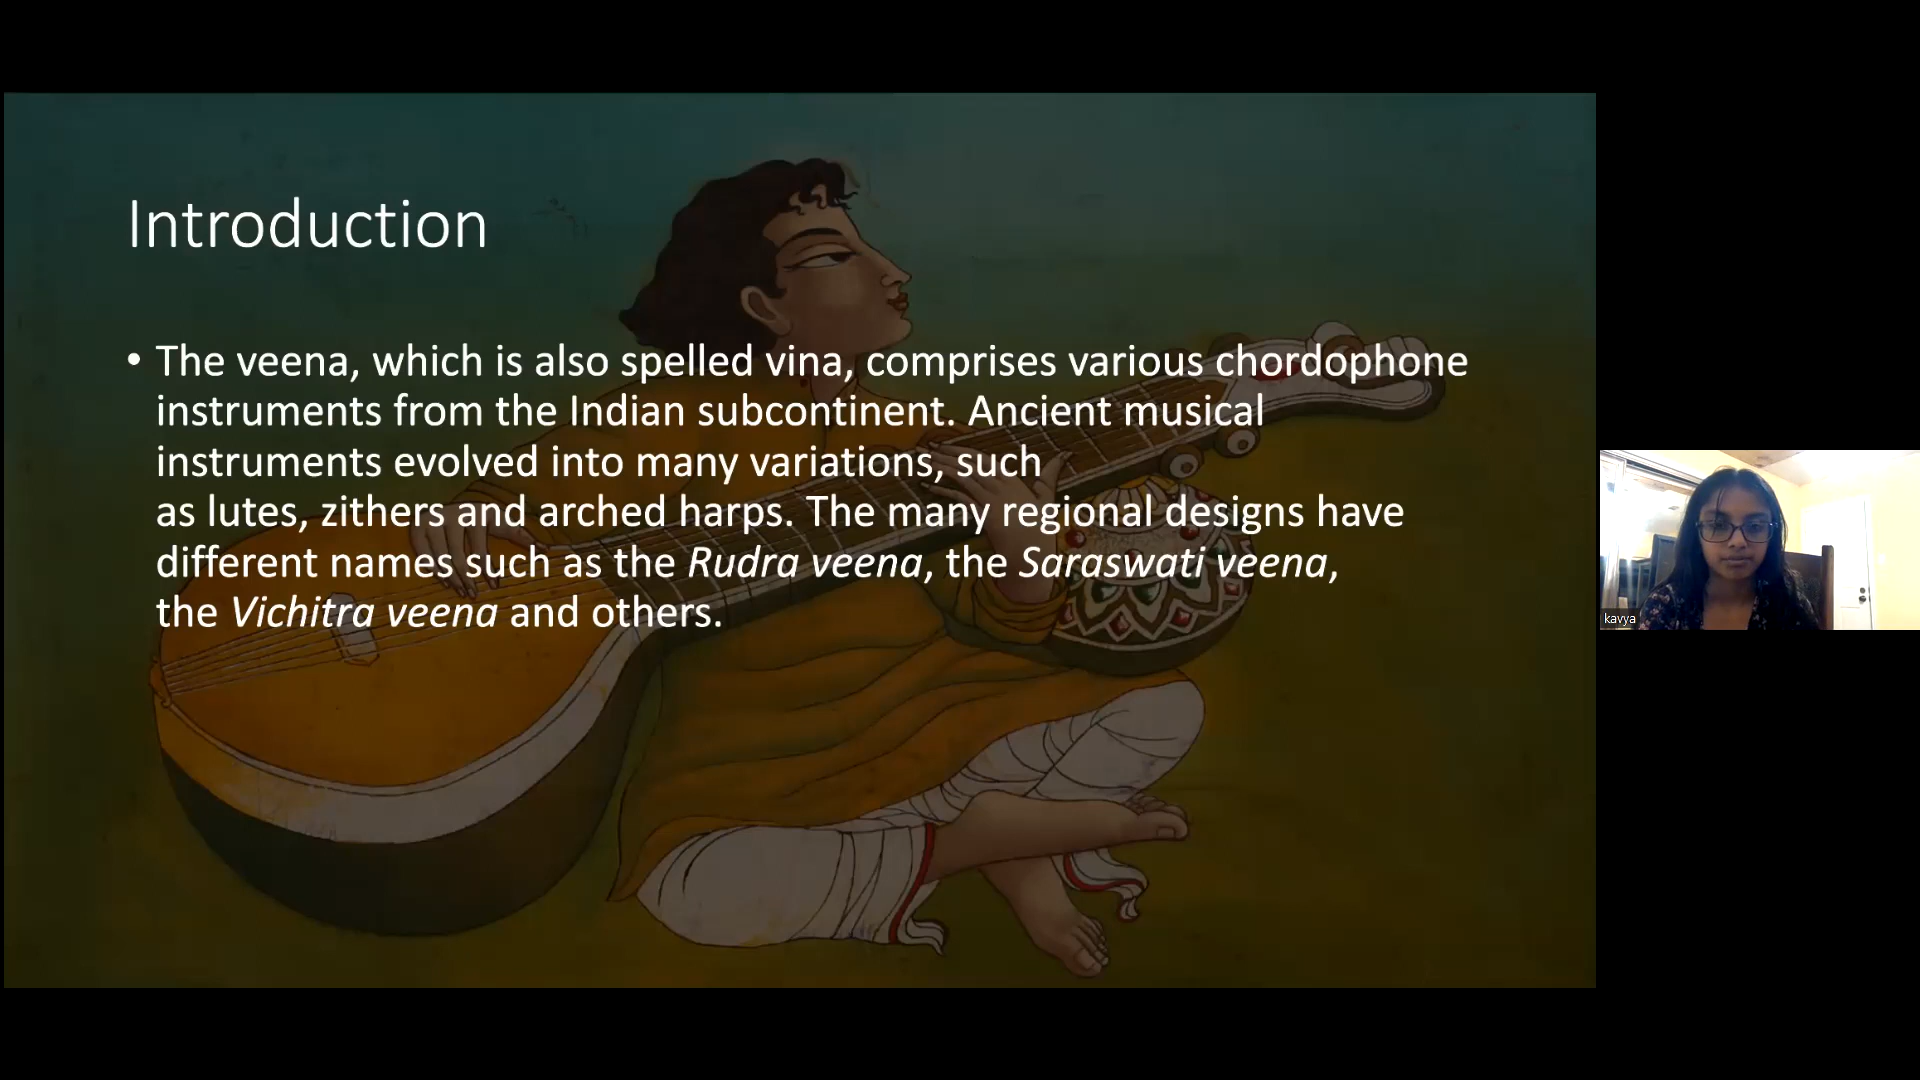 Introduction
• The veena, which is also spelled vina, comprises various chordophone
instruments from the Indian subcontinent. Ancient musical
instruments evolved into many variations, such
as lutes, zithers and arched harps. The many regional designs have
different names such as the Rudra veena, the Saraswati veena,
the Vichitra veena and others.
kavya